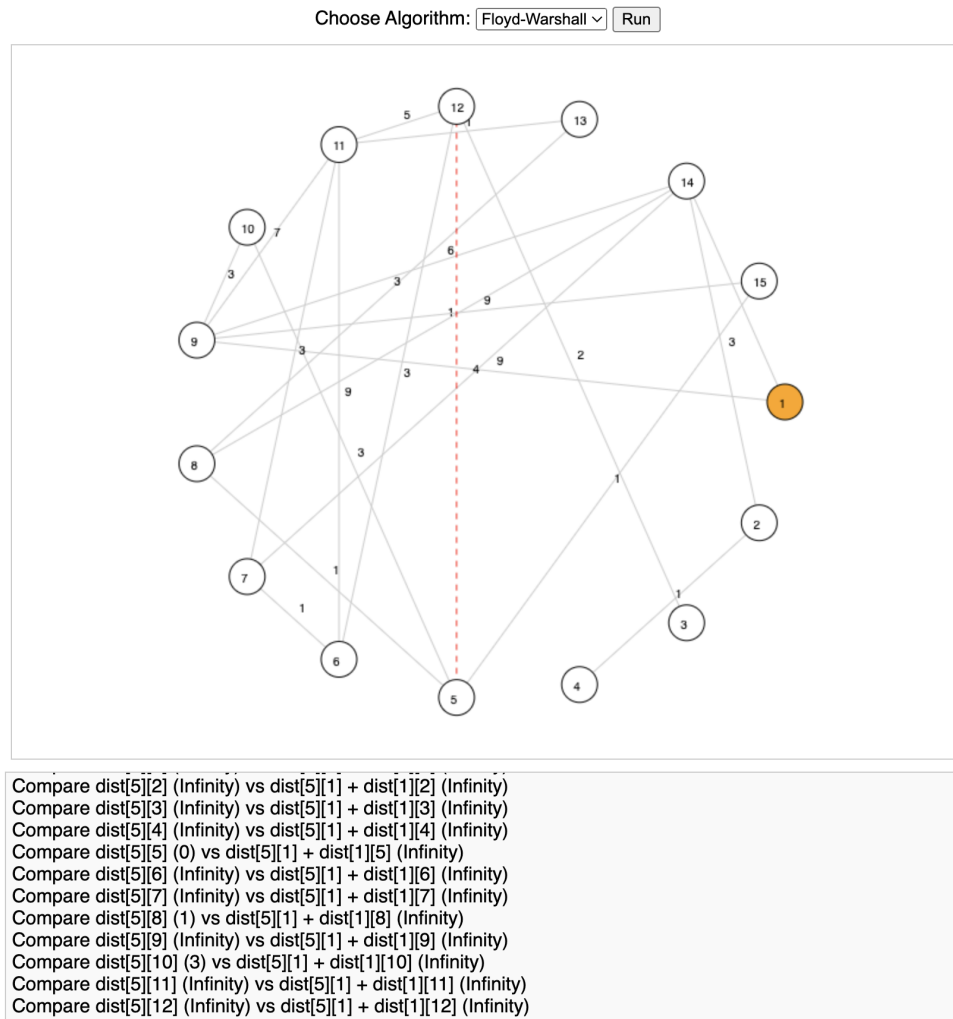 Choose Algorithm: Floyd-Warshall Run
12
5
1
13
11
14
10
7
6
3
3
15
9
1
3
9
3
9
2
4
3
9
1
3
8
1
2
7
1
1
1
3
6
4
5
Compare dist[5][2] (Infinity) vs dist[5][1] + dist[1][2] (Infinity)
Compare dist[5][3] (Infinity) vs dist[5][1] + dist[1][3] (Infinity)
Compare dist[5][4] (Infinity) vs dist[5][1] + dist[1][4] (Infinity)
Compare dist[5][5] (0) vs dist[5][1] + dist[1][5] (Infinity)
Compare dist[5][6] (Infinity) vs dist[5][1] + dist[1][6] (Infinity)
Compare dist[5][7] (Infinity) vs dist[5][1] + dist[1][7] (Infinity)
Compare dist[5][8] (1) vs dist[5][1] + dist[1][8] (Infinity)
Compare dist[5][9] (Infinity) vs dist[5][1] + dist[1][9] (Infinity)
Compare dist[5][10] (3) vs dist[5][1] + dist[1][10] (Infinity)
Compare dist[5][11] (Infinity) vs dist[5][1] + dist[1][11] (Infinity)
Compare dist[5][12] (Infinity) vs dist[5][1] + dist[1][12] (Infinity)